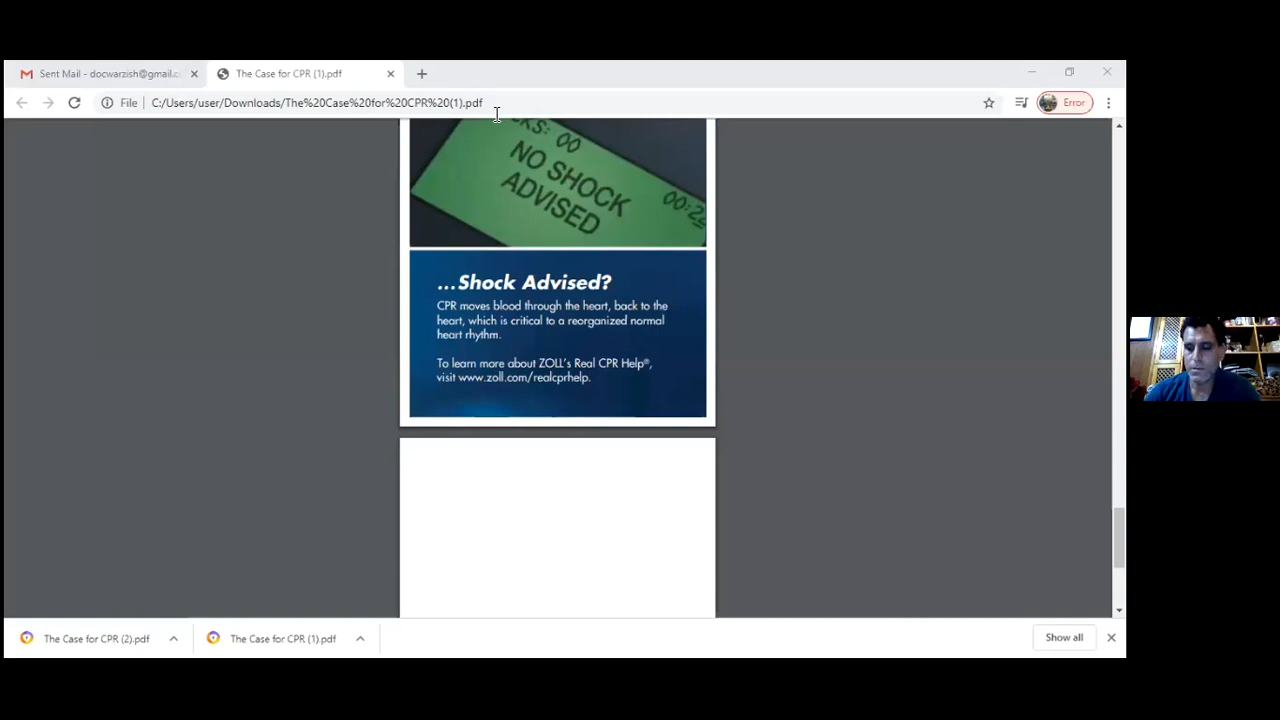 Sent Mail - docwarzish@gmail.c
The Case for CPR (1).pdf
File
C:/Users/user/Downloads/The%20Case%20for%20CPR%20(1).pdf
Error
00
NO SHOCK
ADVISED
...Shock Advised?
CPR moves blood through the heart, back to the
heart, which is critical to a reorganized normal
heart rhythm.
To learn more about ZOLL's Real CPR Help®,
visit www.zoll.com/realcprhelp.
The Case for CPR (2).pdf
The Case for CPR (1).pdf
Show all